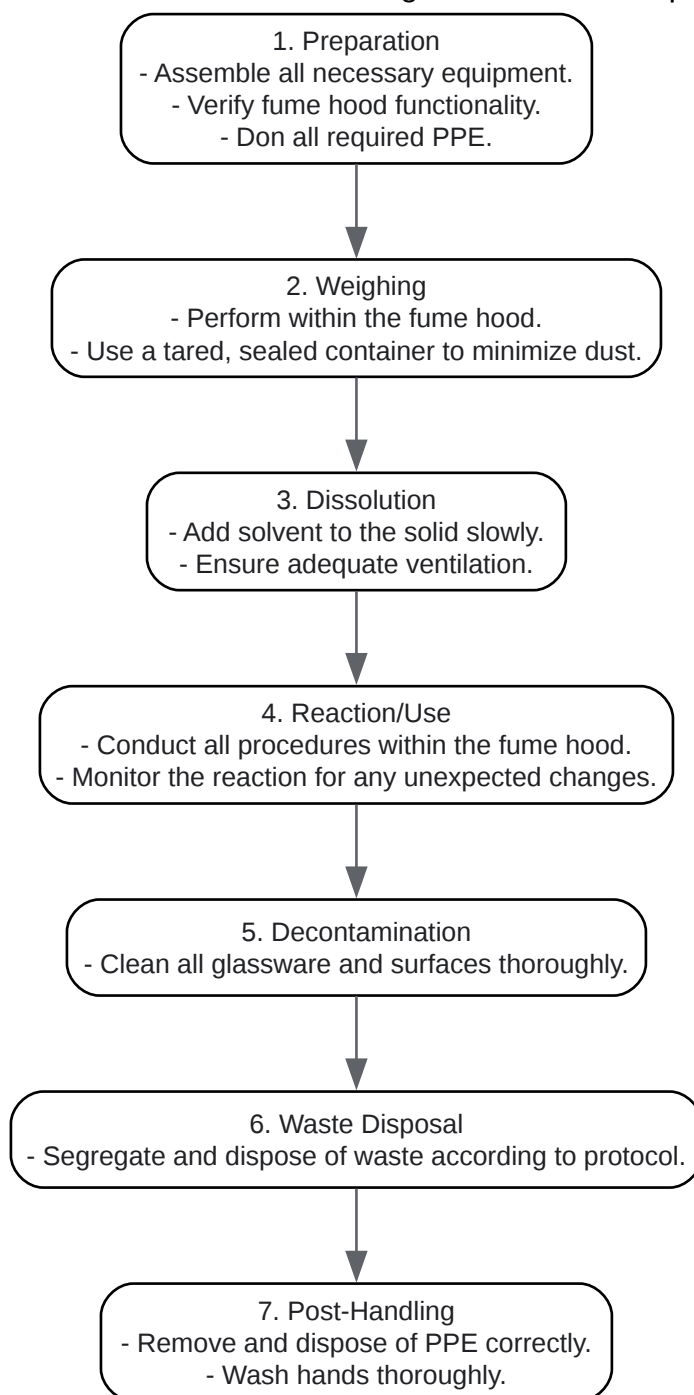 1. Preparation
- Assemble all necessary equipment.
- Verify fume hood functionality.
- Don all required PPE.
2. Weighing
- Perform within the fume hood.
- Use a tared, sealed container to minimize dust.
3. Dissolution
- Add solvent to the solid slowly.
- Ensure adequate ventilation.
4. Reaction/Use
- Conduct all procedures within the fume hood.
- Monitor the reaction for any unexpected changes.
5. Decontamination
- Clean all glassware and surfaces thoroughly.
6. Waste Disposal
- Segregate and dispose of waste according to protocol.
7. Post-Handling
- Remove and dispose of PPE correctly.
- Wash hands thoroughly.